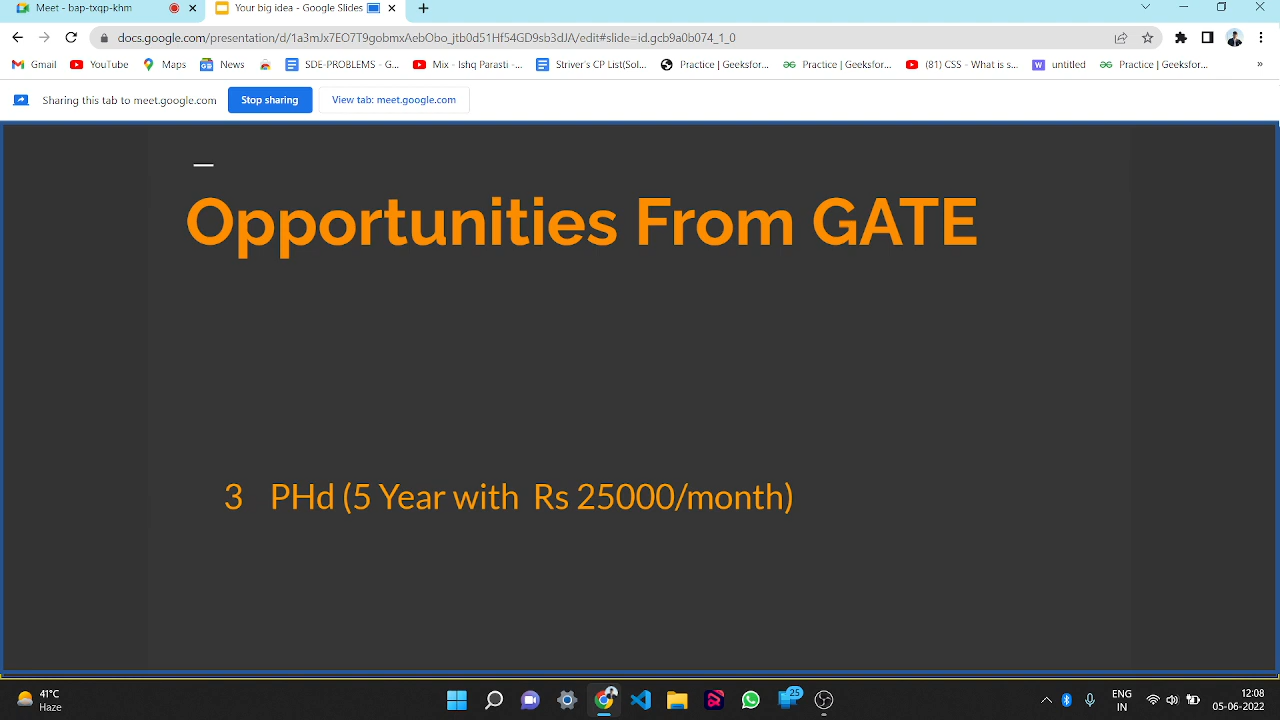 Meet - bap-txqp-khm
Your big idea - Google Slides
docs.google.com/presentation/d/1a3mJx7EO7T9gobmxAebObo_jtb0d51Hf54GD9sb3dJA/edit#slide=id.gcb9a0b074_1_0
Gmail YouTube Maps News SDE-PROBLEMS - G... Mix - Ishq Parasti -... Striver's CP List(Sol... Practice | Geeksfor... Practice | Geeksfor... (81) CSS - What is s... untitled Practice | Geeksfor... »
Sharing this tab to meet.google.com Stop sharing View tab: meet.google.com
Opportunities From GATE
3 PHd (5 Year with Rs 25000/month)
41°C
Haze
25
ENG
IN
12:08
05-06-2022